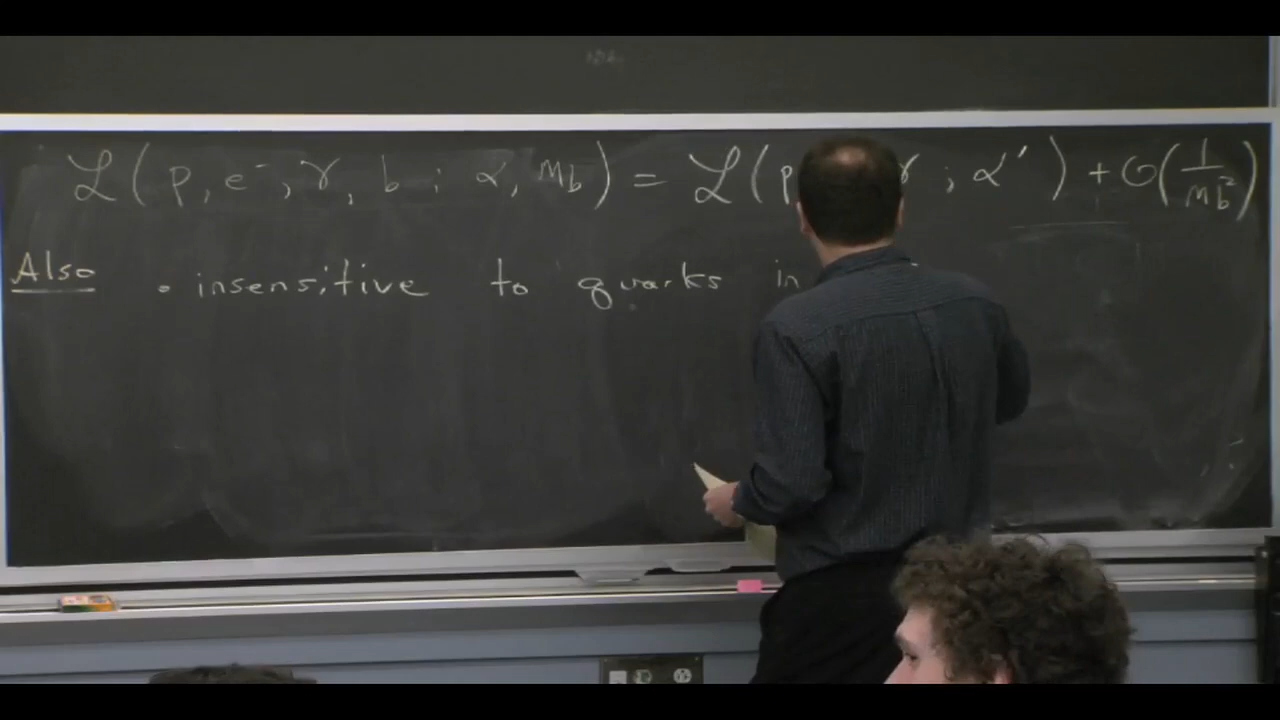 ℒ(p, e⁻, γ, b ; α, m_b) = ℒ(p γ ; α′) + O(1/m_b²)
Also • insensitive to quarks in